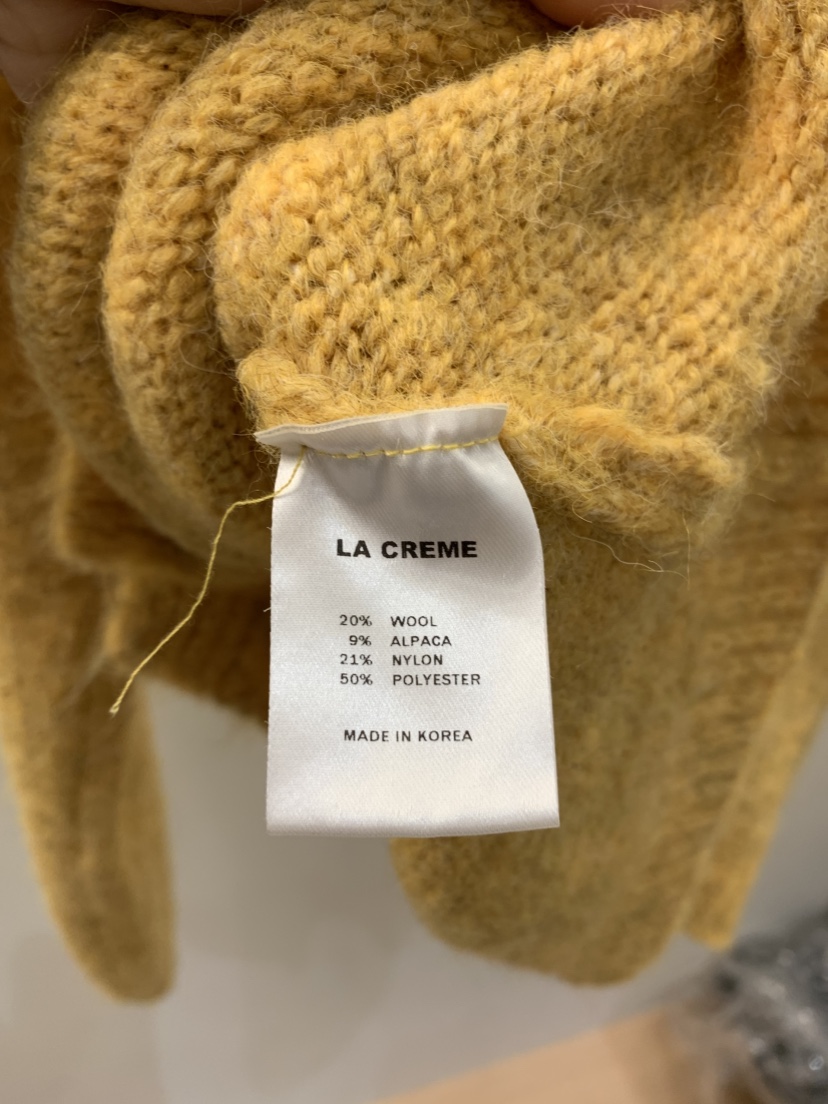 LA CREME
20% WOOL
9% ALPACA
21% NYLON
50% POLYESTER
MADE IN KOREA